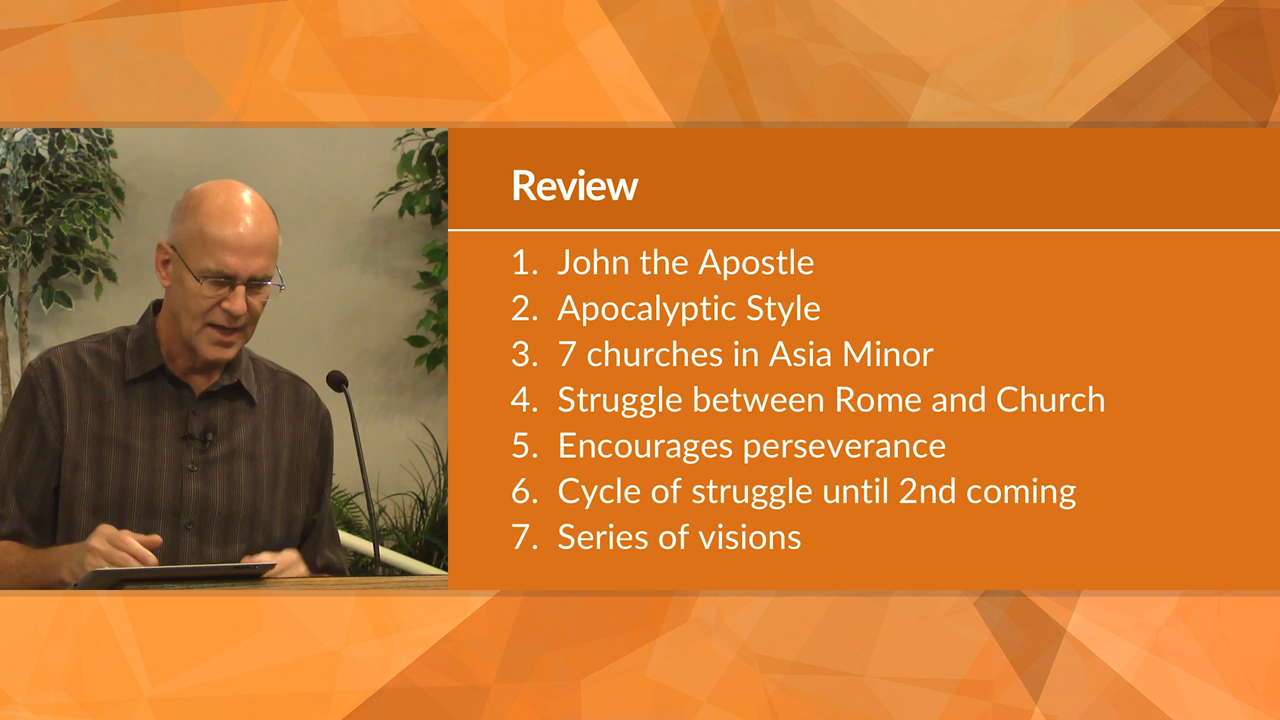 Review
1. John the Apostle
2. Apocalyptic Style
3. 7 churches in Asia Minor
4. Struggle between Rome and Church
5. Encourages perseverance
6. Cycle of struggle until 2nd coming
7. Series of visions